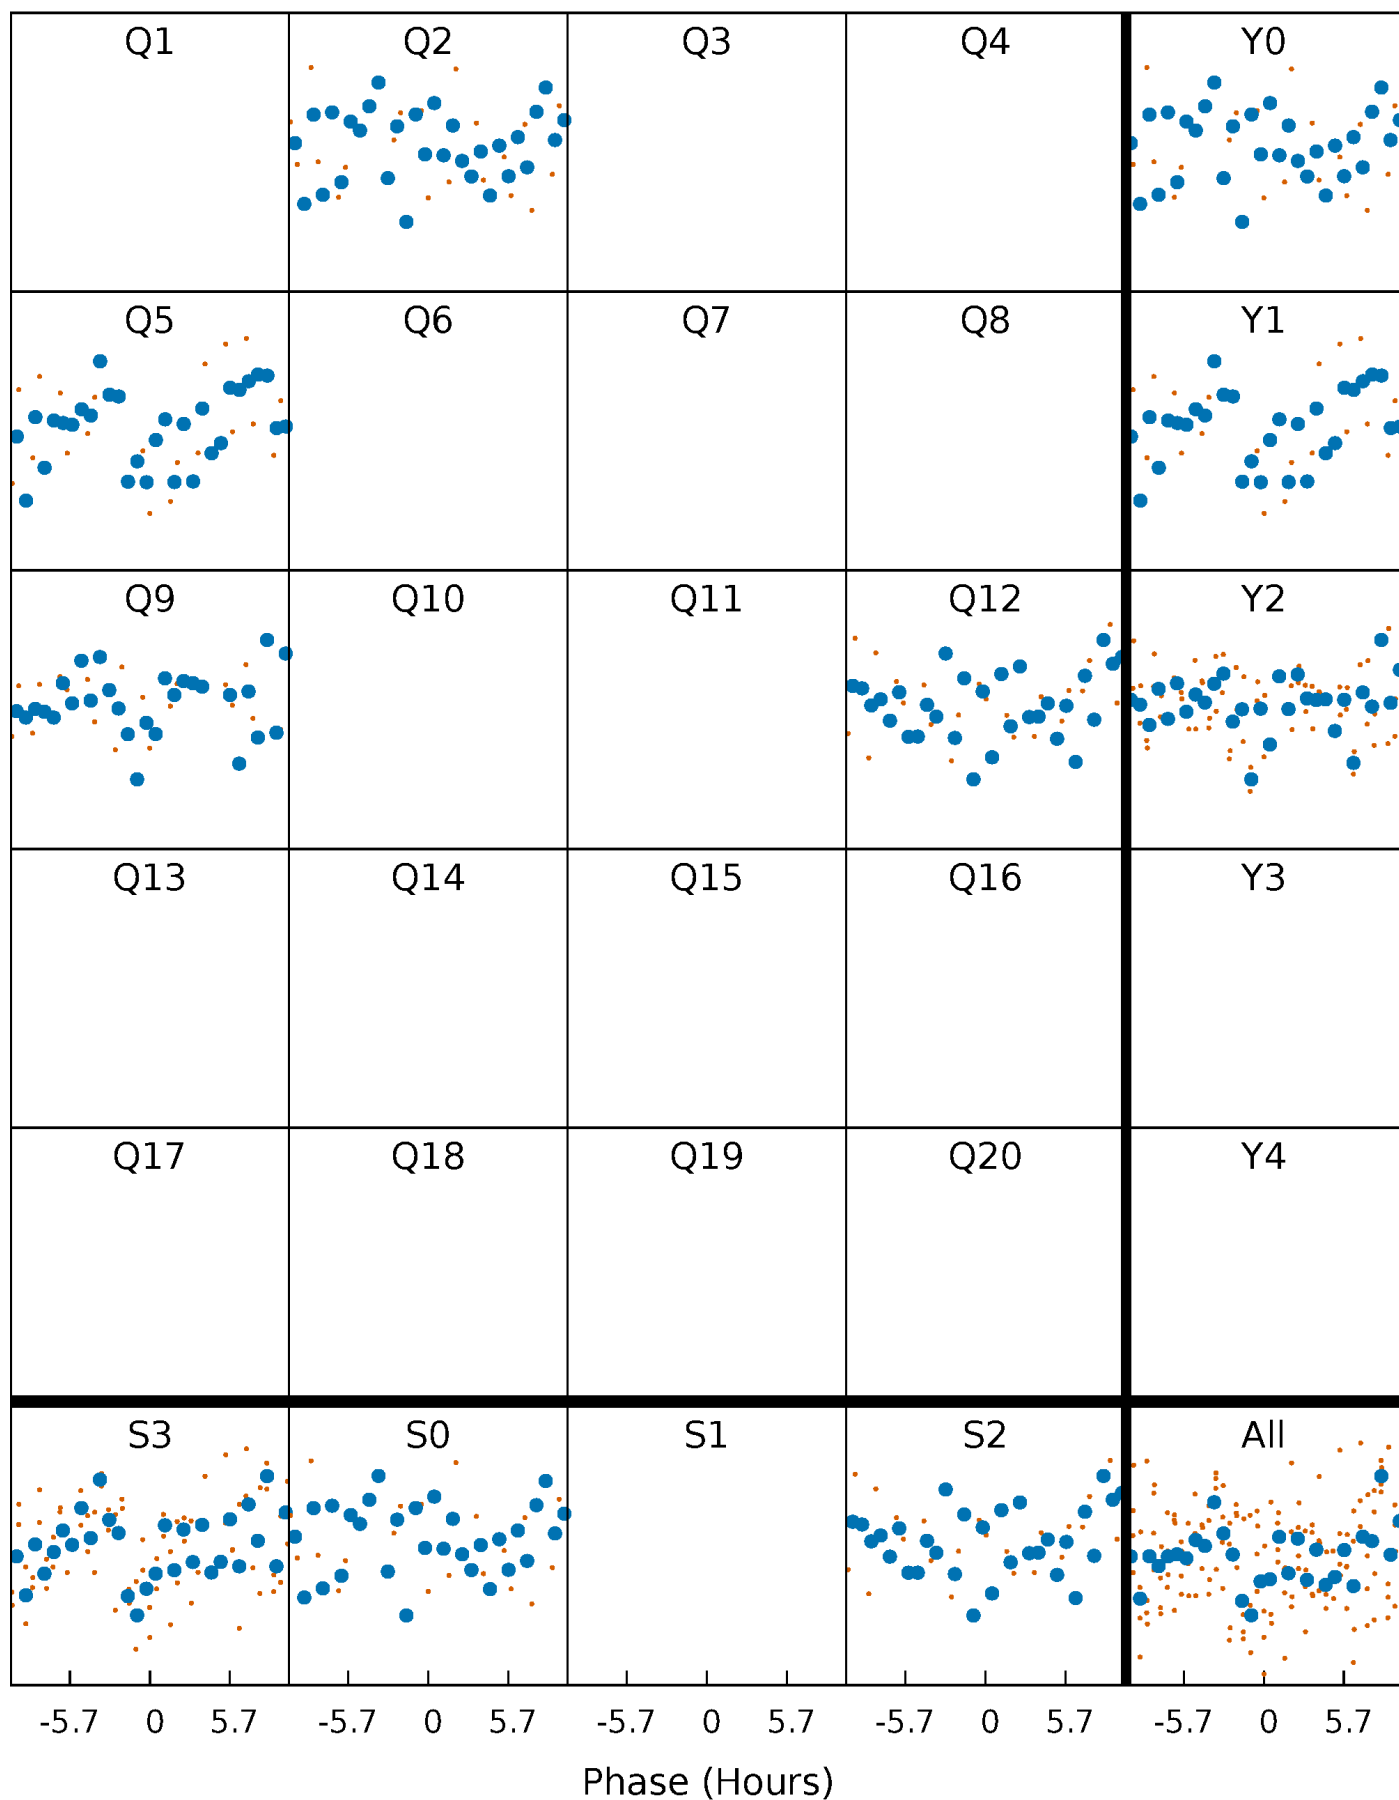 Q1 Q2 Q3 Q4 Y0
Q5 Q6 Q7 Q8 Y1
Q9 Q10 Q11 Q12 Y2
Q13 Q14 Q15 Q16 Y3
Q17 Q18 Q19 Q20 Y4
S3 S0 S1 S2 All
-5.7 0 5.7 -5.7 0 5.7 -5.7 0 5.7 -5.7 0 5.7 -5.7 0 5.7
Phase (Hours)